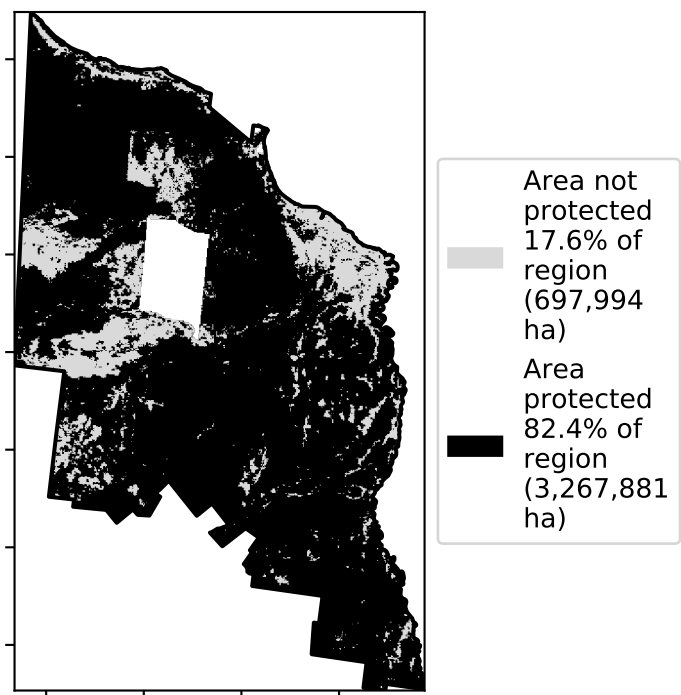 Area not
protected
17.6% of
region
(697,994
ha)
Area
protected
82.4% of
region
(3,267,881
ha)